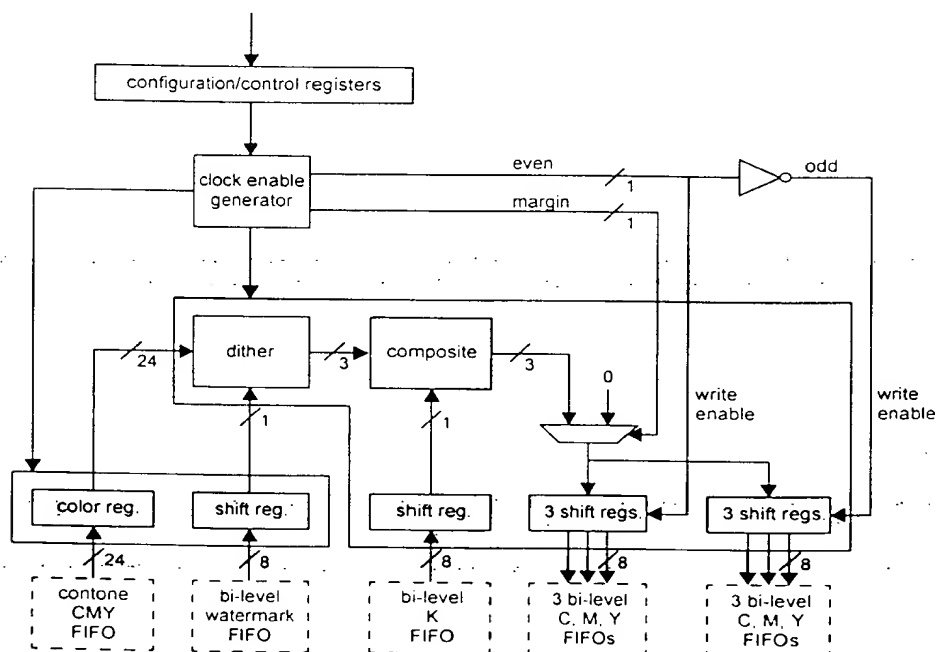 configuration/control registers
clock enable
generator
even
1
margin
1
odd
dither
composite
24
3
3
0
1
1
write
enable
write
enable
color reg.
shift reg.
shift reg.
3 shift regs.
3 shift regs.
24
8
8
8
8
contone
CMY
FIFO
bi-level
watermark
FIFO
bi-level
K
FIFO
3 bi-level
C, M, Y
FIFOs
3 bi-level
C, M, Y
FIFOs